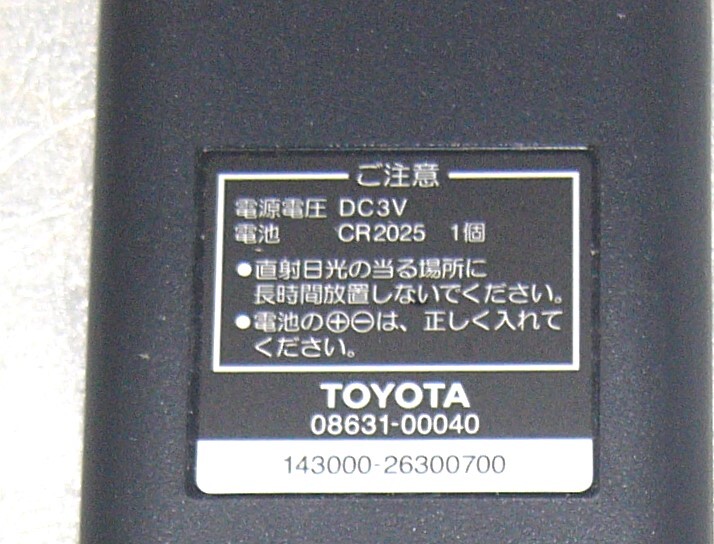 ご注意
電源電圧 DC3V
電池 CR2025 1個
●直射日光の当る場所に
長時間放置しないでください。
●電池の⊕⊖は、正しく入れて
ください。
TOYOTA
08631-00040
143000-26300700